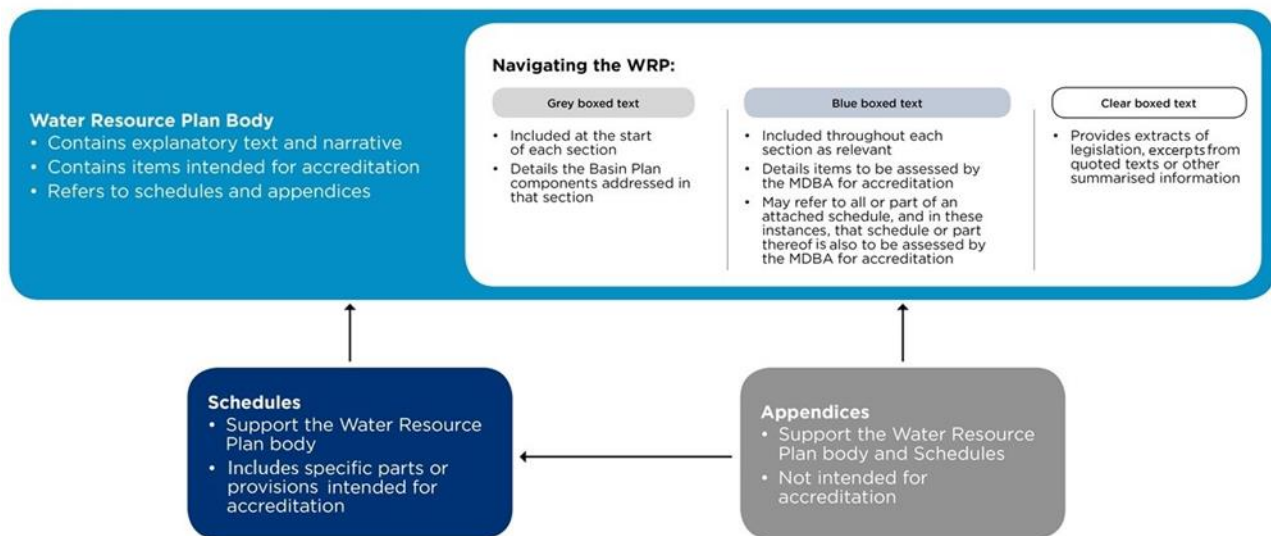 Water Resource Plan Body
• Contains explanatory text and narrative
• Contains items intended for accreditation
• Refers to schedules and appendices
Navigating the WRP:
Grey boxed text
• Included at the start
of each section
• Details the Basin Plan
components addressed in
that section
Blue boxed text
• Included throughout each
section as relevant
• Details items to be assessed by
the MDBA for accreditation
• May refer to all or part of an
attached schedule, and in these
instances, that schedule or part
thereof is also to be assessed by
the MDBA for accreditation
Clear boxed text
• Provides extracts of
legislation, excerpts from
quoted texts or other
summarised information
Schedules
• Support the Water Resource
Plan body
• Includes specific parts or
provisions intended for
accreditation
Appendices
• Support the Water Resource
Plan body and Schedules
• Not intended for
accreditation